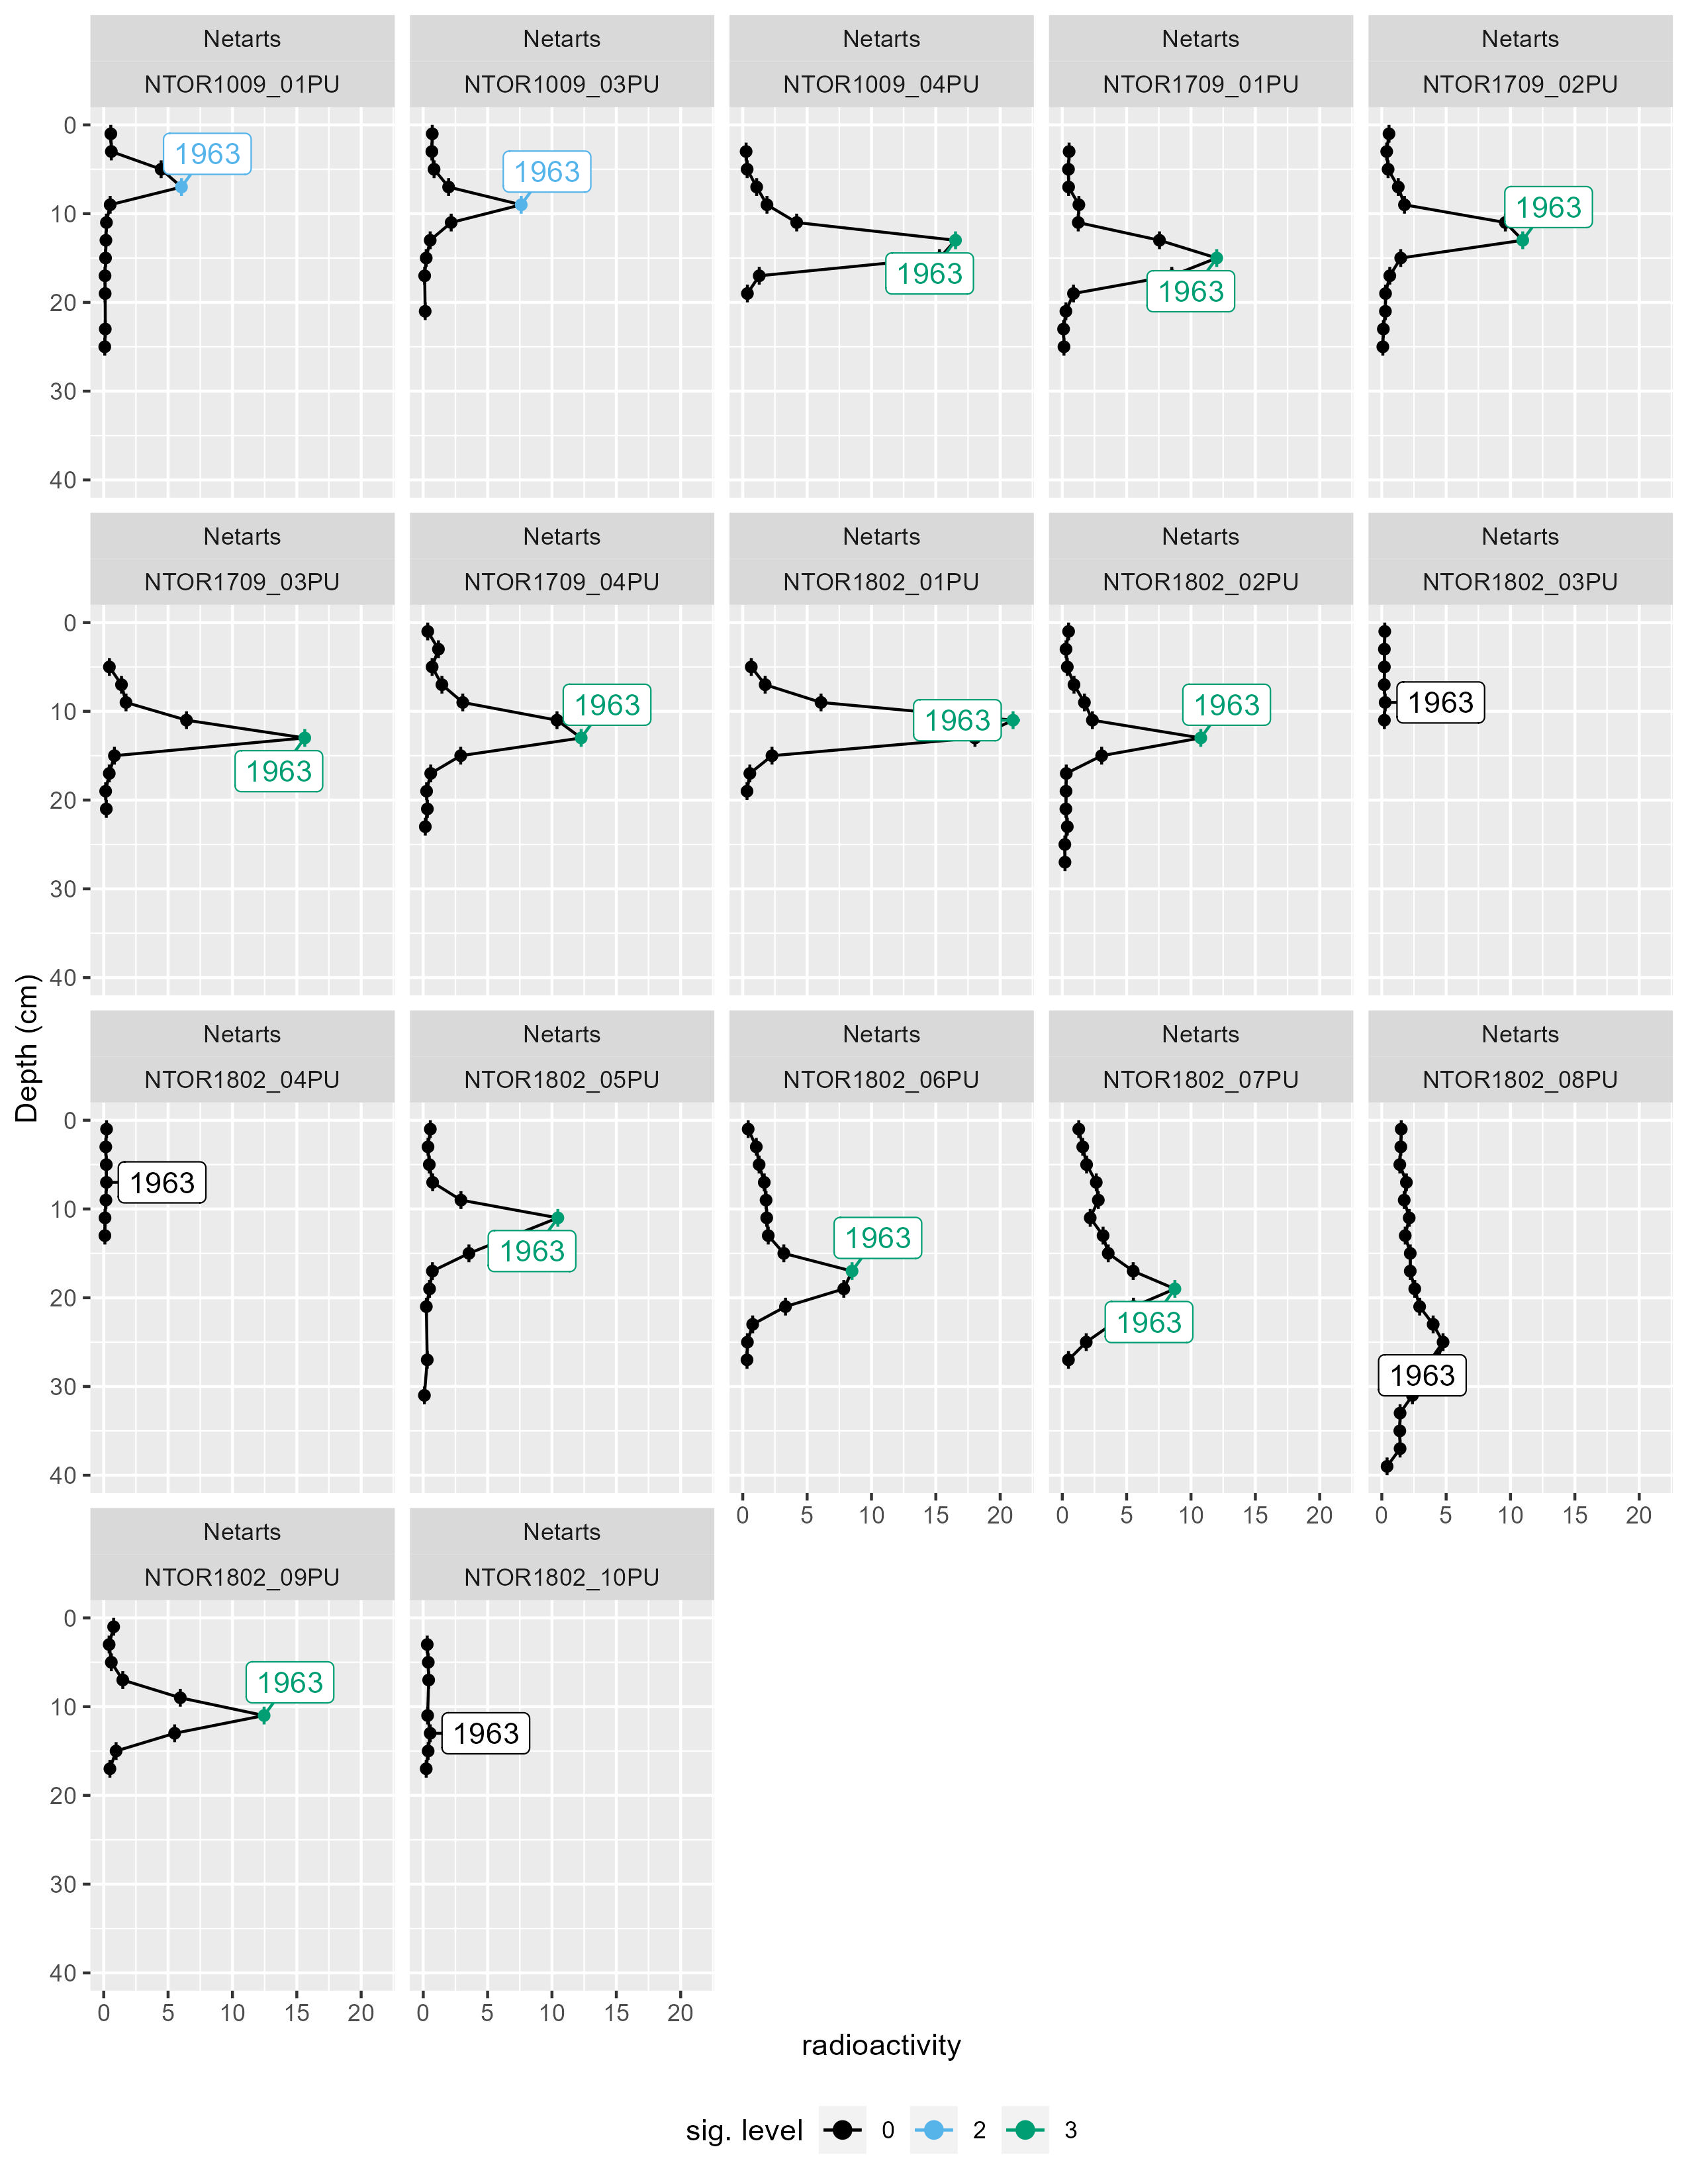 Netarts Netarts Netarts Netarts Netarts
NTOR1009_01PU NTOR1009_03PU NTOR1009_04PU NTOR1709_01PU NTOR1709_02PU
0
1963 1963
10 1963
1963 1963
20
30
40
Netarts Netarts Netarts Netarts Netarts
NTOR1709_03PU NTOR1709_04PU NTOR1802_01PU NTOR1802_02PU NTOR1802_03PU
0
10 1963 1963 1963 1963
1963
20
30
40
Depth (cm)
Netarts Netarts Netarts Netarts Netarts
NTOR1802_04PU NTOR1802_05PU NTOR1802_06PU NTOR1802_07PU NTOR1802_08PU
0
1963
10 1963 1963
20 1963
30 1963
40
0 5 10 15 20 0 5 10 15 20 0 5 10 15 20
Netarts Netarts
NTOR1802_09PU NTOR1802_10PU
0
1963
10 1963
20
30
40
0 5 10 15 20 0 5 10 15 20
radioactivity
sig. level 0 2 3